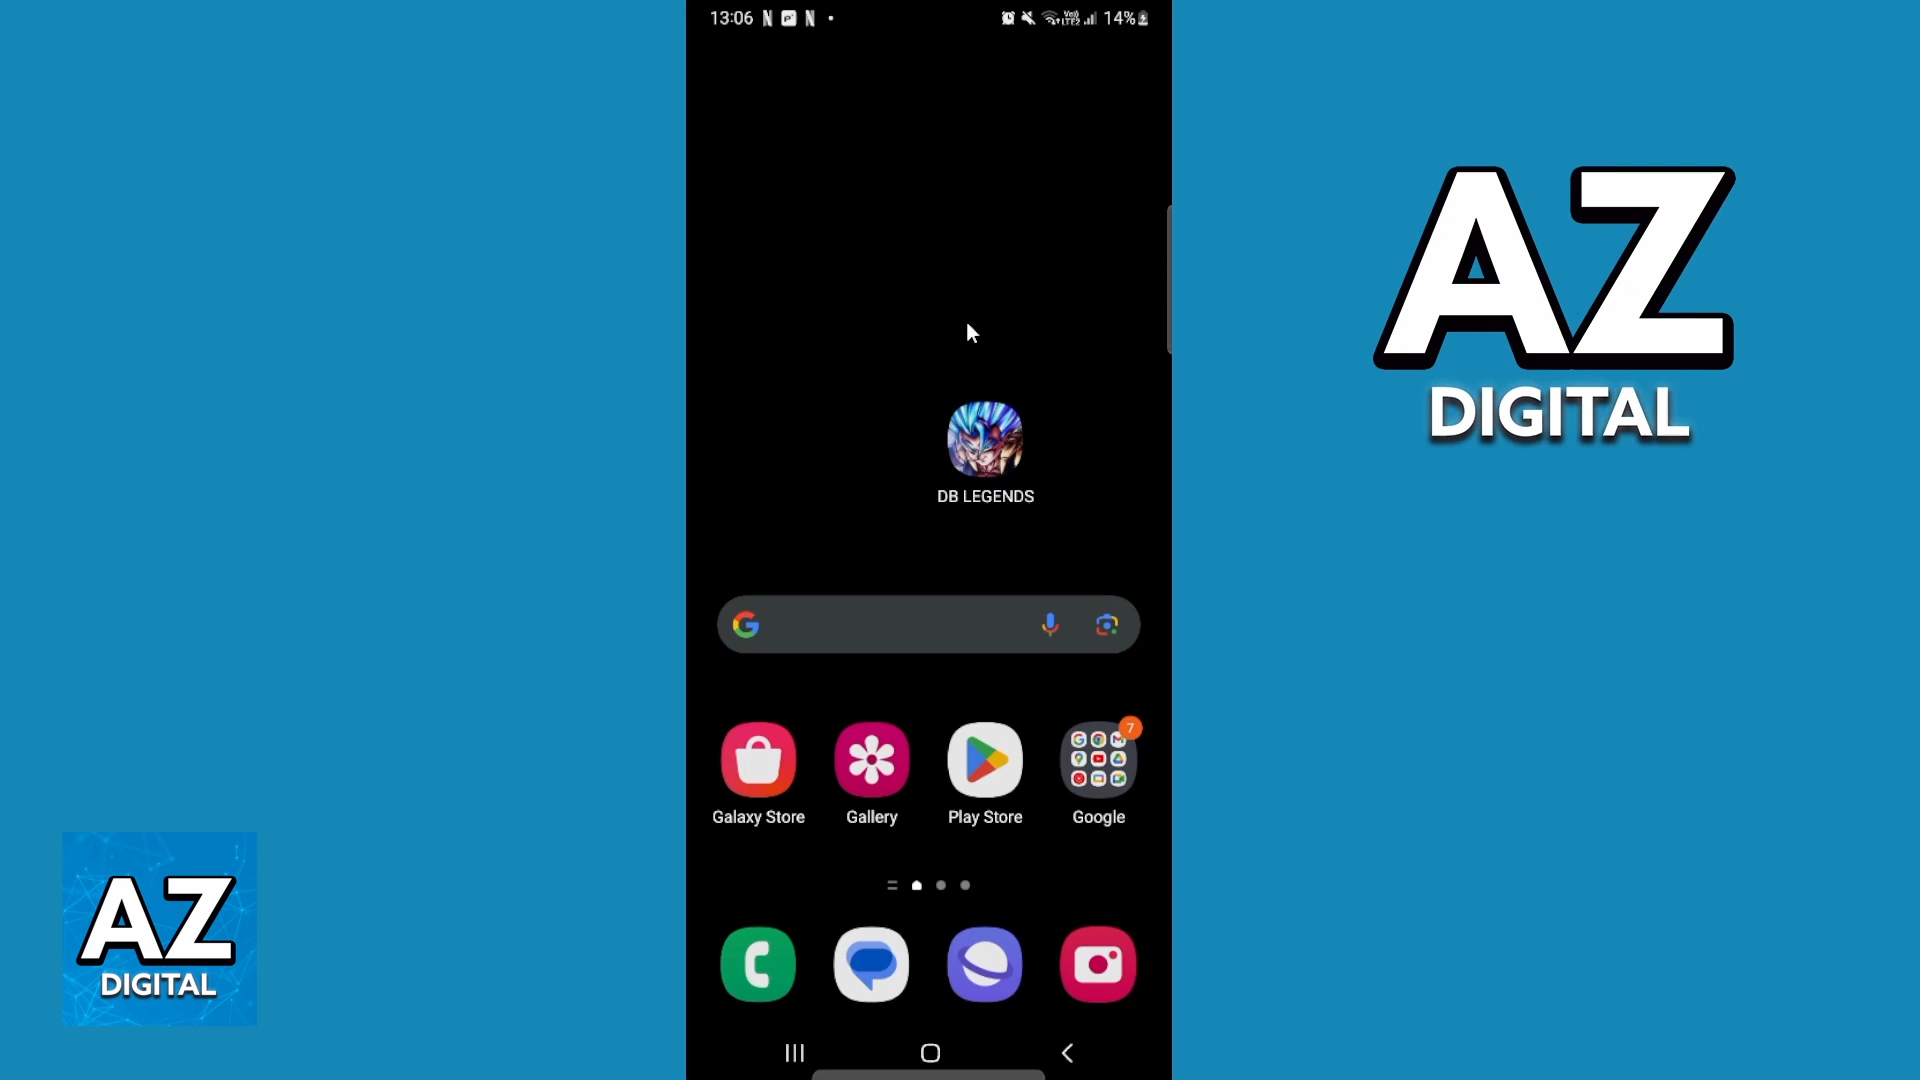 13:06
14%
AZ
DIGITAL
DB LEGENDS
7
Galaxy Store
Gallery
Play Store
Google
AZ
DIGITAL